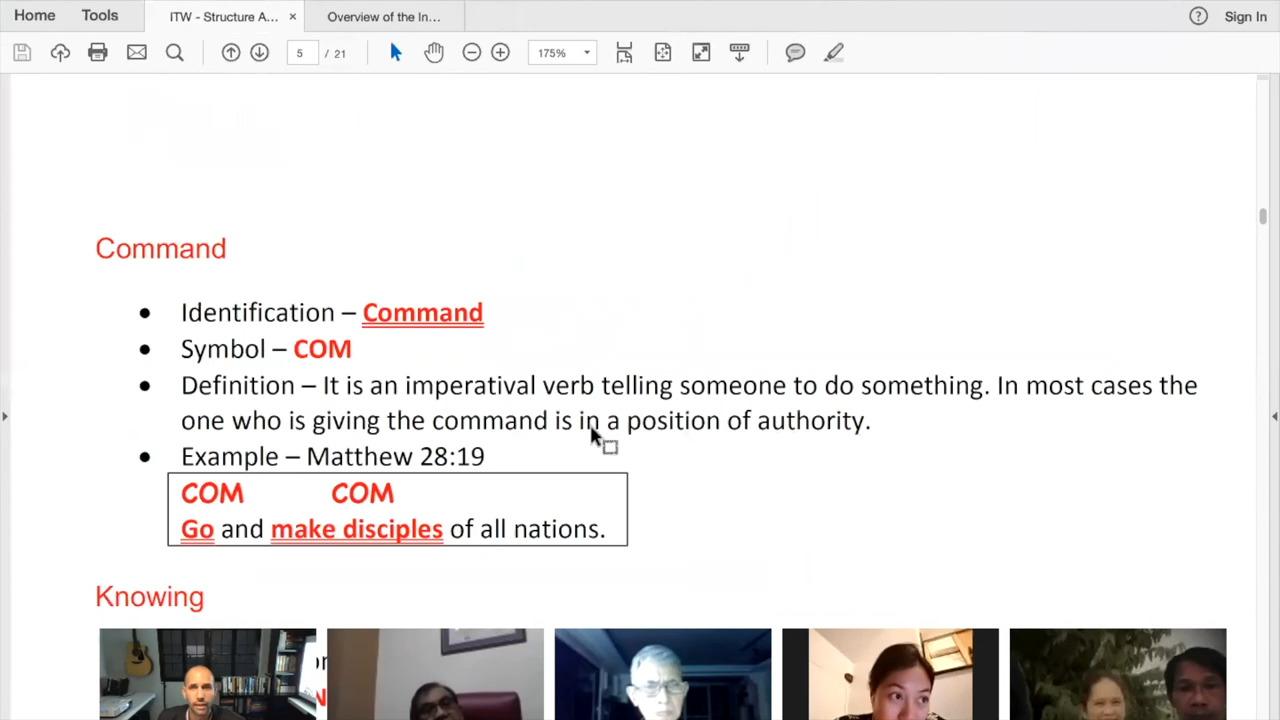 Home Tools ITW - Structure A... × Overview of the In... ? Sign In
5 / 21 175%
Command
• Identification – Command
• Symbol – COM
• Definition – It is an imperatival verb telling someone to do something. In most cases the
one who is giving the command is in a position of authority.
• Example – Matthew 28:19
COM COM
Go and make disciples of all nations.
Knowing